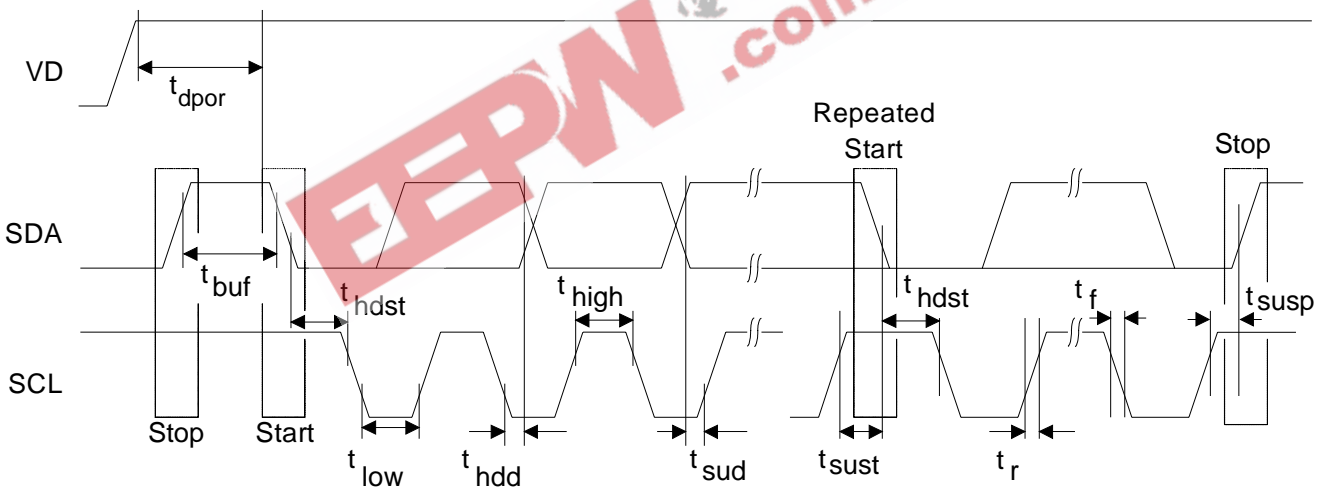 EEPW.com
VD
t dpor
Repeated
Start
Stop
SDA
t buf
t hdst
t high
t hdst
t f
t susp
SCL
Stop
Start
t low
t hdd
t sud
t sust
t r